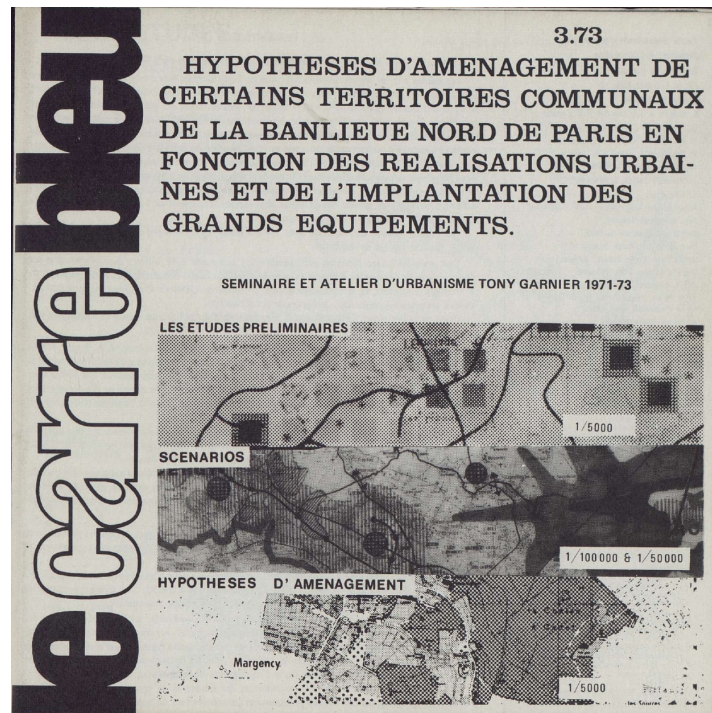 le carre bleu
3.73
HYPOTHESES D'AMENAGEMENT DE
CERTAINS TERRITOIRES COMMUNAUX
DE LA BANLIEUE NORD DE PARIS EN
FONCTION DES REALISATIONS URBAI-
NES ET DE L'IMPLANTATION DES
GRANDS EQUIPEMENTS.
SEMINAIRE ET ATELIER D'URBANISME TONY GARNIER 1971-73
LES ETUDES PRELIMINAIRES
1/5000
SCENARIOS
1/100000 & 1/50000
HYPOTHESES D' AMENAGEMENT
Margency
1/5000